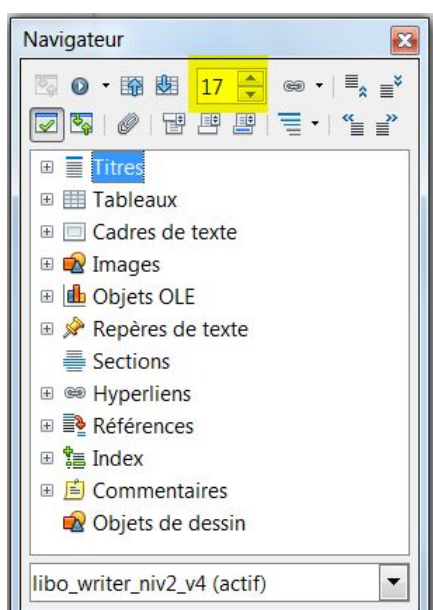 Navigateur
17
Titres
Tableaux
Cadres de texte
Images
Objets OLE
Repères de texte
Sections
Hyperliens
Références
Index
Commentaires
Objets de dessin
libo_writer_niv2_v4 (actif)